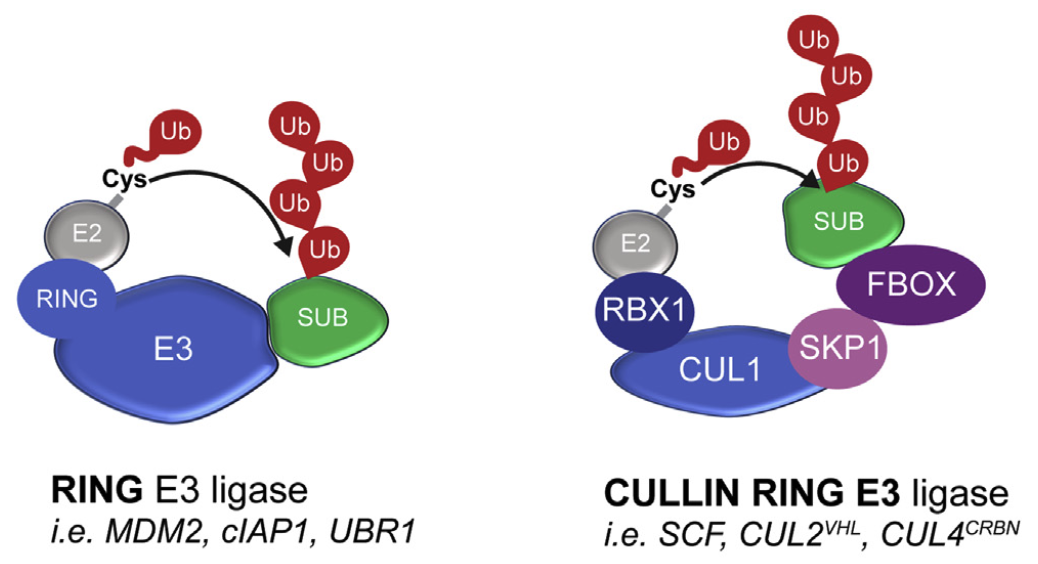 Ub
Cys
E2
RING
E3
Ub
Ub
Ub
Ub
SUB
RING E3 ligase
i.e. MDM2, cIAP1, UBR1
Ub
Cys
E2
RBX1
CUL1
SKP1
FBOX
SUB
Ub
Ub
Ub
Ub
CULLIN RING E3 ligase
i.e. SCF, CUL2VHL, CUL4CRBN